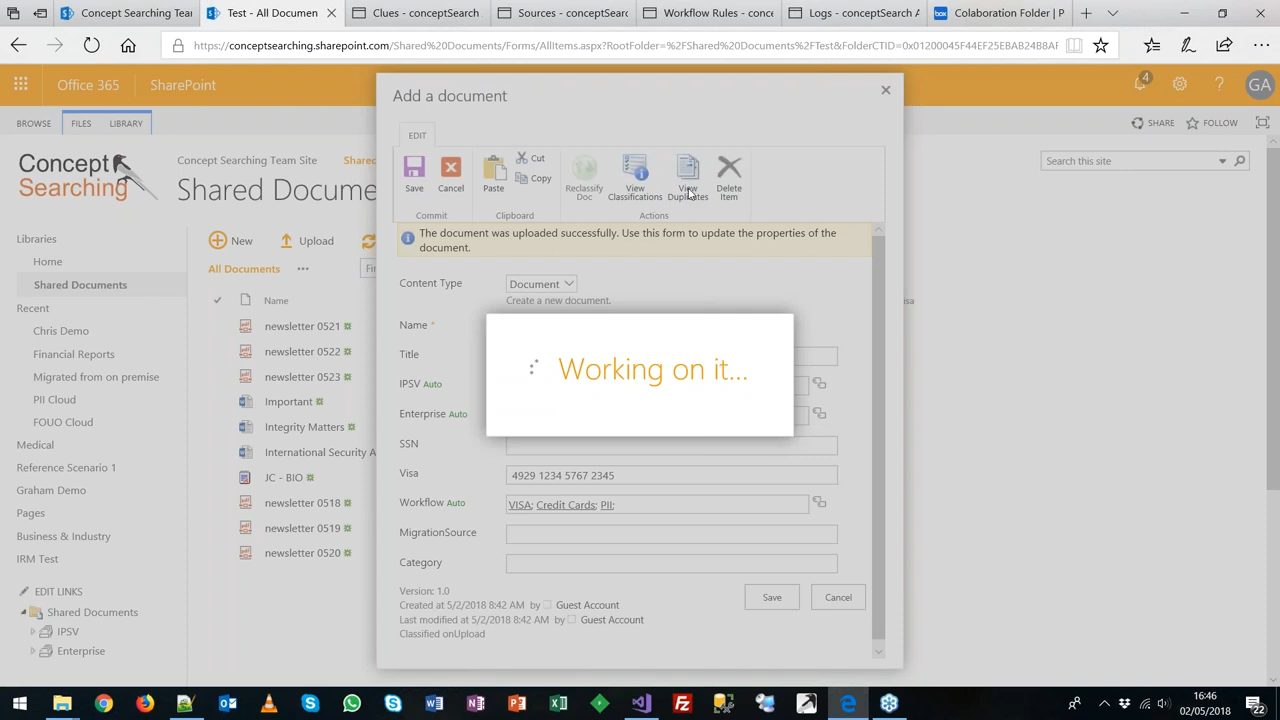 Concept Searching Team
Test - All Documen
Clues - conceptSearch
Sources - conceptSearc
Workflow Rules - con
Logs - conceptSearch A
box
Colaboration Folder | P
https://conceptsearching.sharepoint.com/Shared%20Documents/Forms/AllItems.aspx?RootFolder=%2FShared%20Documents%2FTest&FolderCTID=0x01200045F44EF25EBAB24B8AF
Office 365
SharePoint
4
?
GA
BROWSE
FILES
LIBRARY
SHARE
FOLLOW
Concept
Searching
Concept Searching Team Site
Shared
Shared Docume
Search this site
Add a document
EDIT
Save
Cancel
Paste
Cut
Copy
Reclassify
Doc
View
Classifications
View
Duplicates
Delete
Item
Commit
Clipboard
Actions
The document was uploaded successfully. Use this form to update the properties of the
document.
Content Type
Document
Create a new document.
Name *
Title
IPSV Auto
Enterprise Auto
SSN
Visa
4929 1234 5767 2345
Workflow Auto
VISA; Credit Cards; PII;
MigrationSource
Category
Version: 1.0
Created at 5/2/2018 8:42 AM by Guest Account
Last modified at 5/2/2018 8:42 AM by Guest Account
Classified onUpload
Save
Cancel
Working on it...
Libraries
Home
Shared Documents
Recent
Chris Demo
Financial Reports
Migrated from on premise
PII Cloud
FOUO Cloud
Medical
Reference Scenario 1
Graham Demo
Pages
Business & Industry
IRM Test
EDIT LINKS
Shared Documents
IPSV
Enterprise
New
Upload
All Documents
Fi
Name
isa
newsletter 0521
newsletter 0522
newsletter 0523
Important
Integrity Matters
International Security A
JC - BIO
newsletter 0518
newsletter 0519
newsletter 0520
16:46
02/05/2018
22